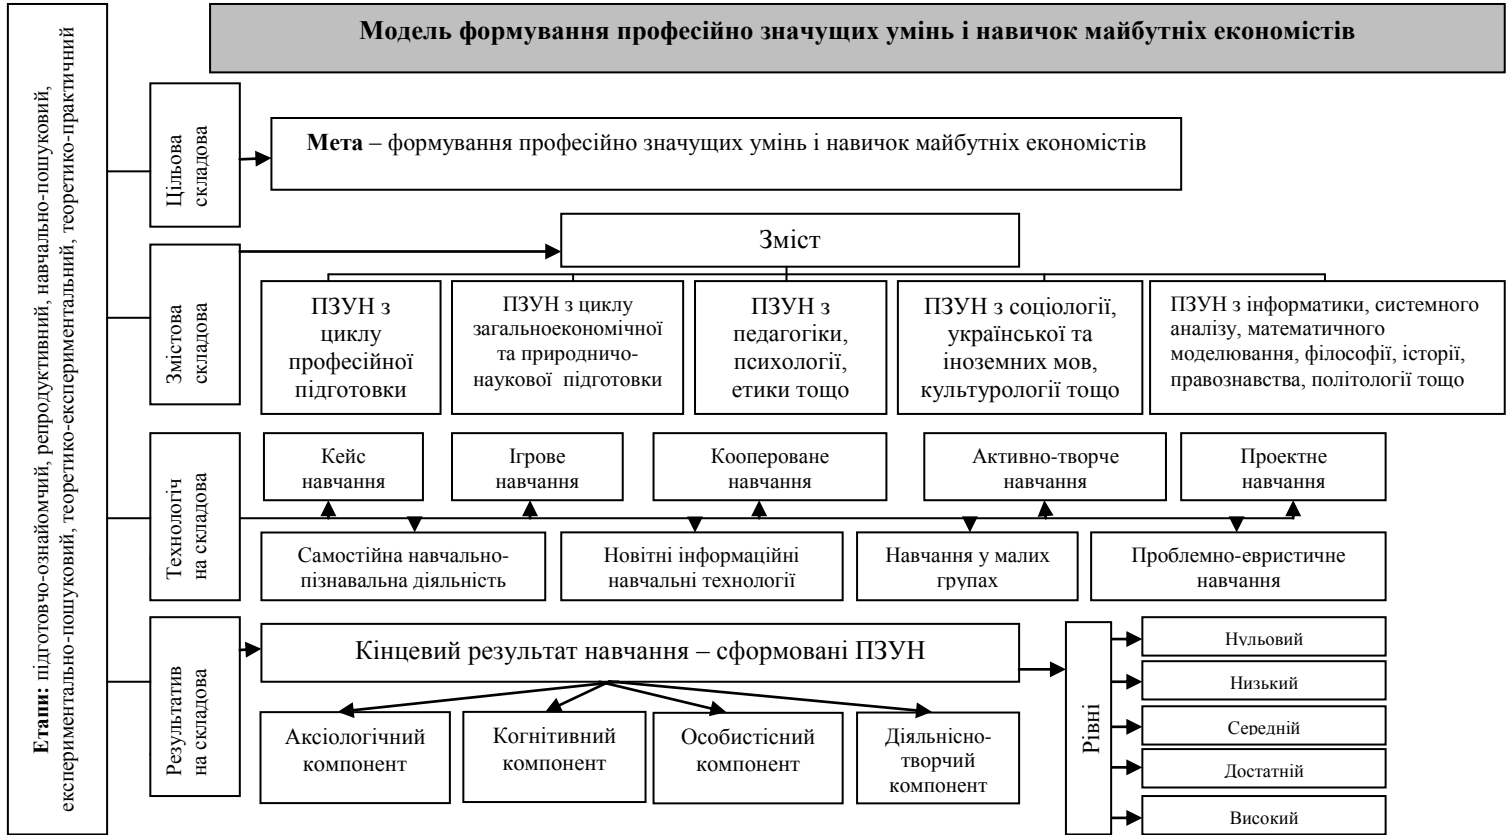 Модель формування професійно значущих умінь і навичок майбутніх економістів
Етапи: підготовчо-ознайомчий, репродуктивний, навчально-пошуковий,
експериментально-пошуковий, теоретико-експериментальний, теоретико-практичний
Цільова
складова
Мета – формування професійно значущих умінь і навичок майбутніх економістів
Змістова
складова
Зміст
ПЗУН з
циклу
професійної
підготовки
ПЗУН з циклу
загальноекономічної
та природничо-
наукової підготовки
ПЗУН з
педагогіки,
психології,
етики тощо
ПЗУН з соціології,
української та
іноземних мов,
культурології тощо
ПЗУН з інформатики, системного
аналізу, математичного
моделювання, філософії, історії,
правознавства, політології тощо
Технологіч
на складова
Кейс
навчання
Ігрове
навчання
Кооперoване
навчання
Активно-творче
навчання
Проектне
навчання
Самостійна навчально-
пізнавальна діяльність
Новітні інформаційні
навчальні технології
Навчання у малих
групах
Проблемно-евристичне
навчання
Результатив
на складова
Кінцевий результат навчання – сформовані ПЗУН
Аксіологічний
компонент
Когнітивний
компонент
Особистісний
компонент
Діяльнісно-
творчий
компонент
Рівні
Нульовий
Низький
Середній
Достатній
Високий